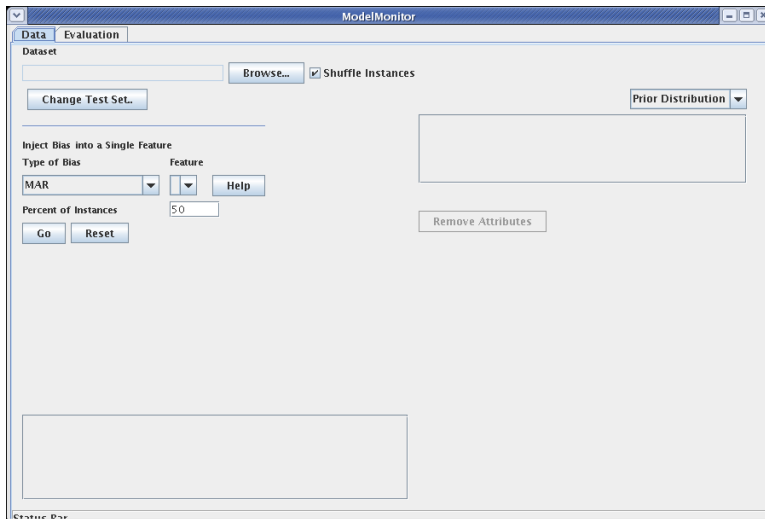 ModelMonitor
Data Evaluation
Dataset
Browse... Shuffle Instances
Change Test Set..
Prior Distribution
Inject Bias into a Single Feature
Type of Bias Feature
MAR Help
Percent of Instances 50
Remove Attributes
Go Reset
Status Bar